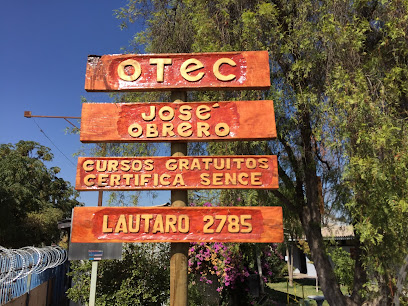 OTEC
JOSÉ
OBRERO
CURSOS GRATUITOS
CERTIFICA SENCE
LAUTARO 2785